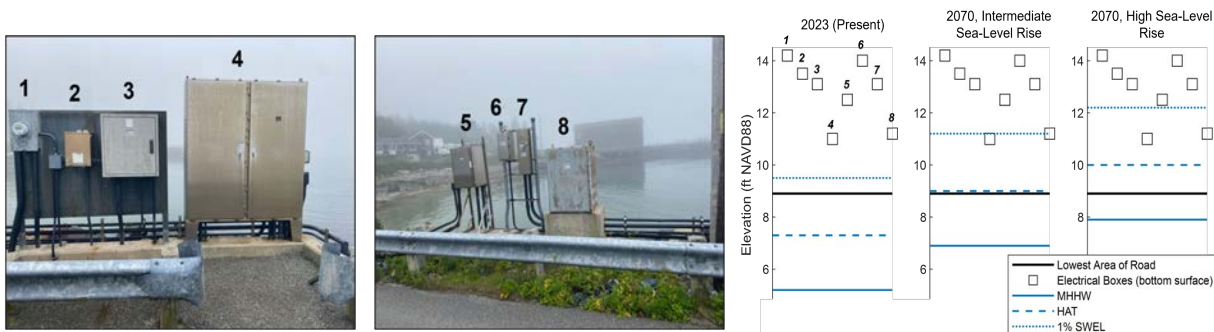 1
2
3
4
5
6
7
8
2023 (Present)
2070, Intermediate
Sea-Level Rise
2070, High Sea-Level
Rise
Elevation (ft NAVD88)
14
12
10
8
6
1
2
3
4
5
6
7
8
14
12
10
8
6
14
12
10
8
Lowest Area of Road
Electrical Boxes (bottom surface)
MHHW
HAT
1% SWEL